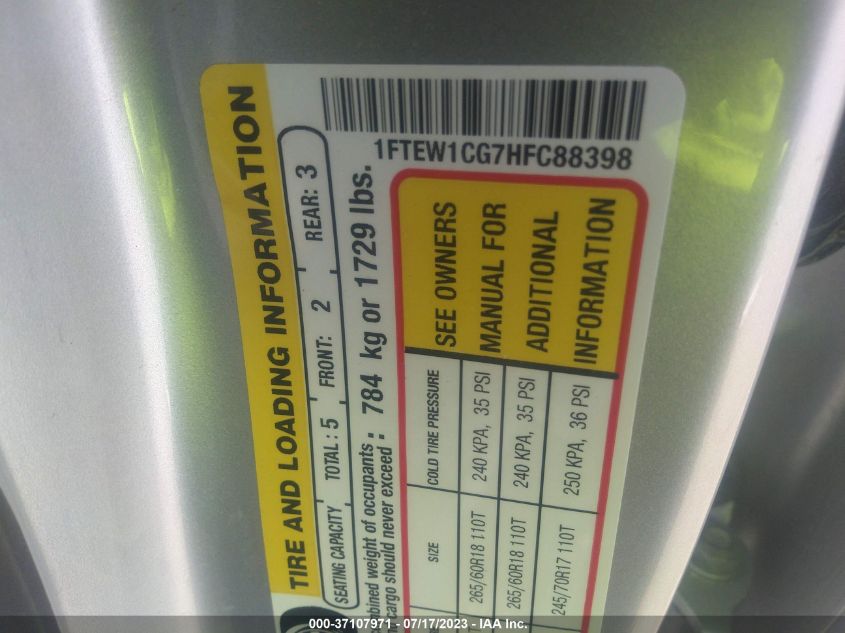 1FTEW1CG7HFC88398
TIRE AND LOADING INFORMATION
SEATING CAPACITY TOTAL: 5 FRONT: 2 REAR: 3
weight of occupants
cargo should never exceed : 784 kg or 1729 lbs.
SIZE COLD TIRE PRESSURE SEE OWNERS
265/60R18 110T 240 KPA, 35 PSI MANUAL FOR
265/60R18 110T 240 KPA, 35 PSI ADDITIONAL
245/70R17 110T 250 KPA, 36 PSI INFORMATION
000-37107971 - 07/17/2023 - IAA Inc.